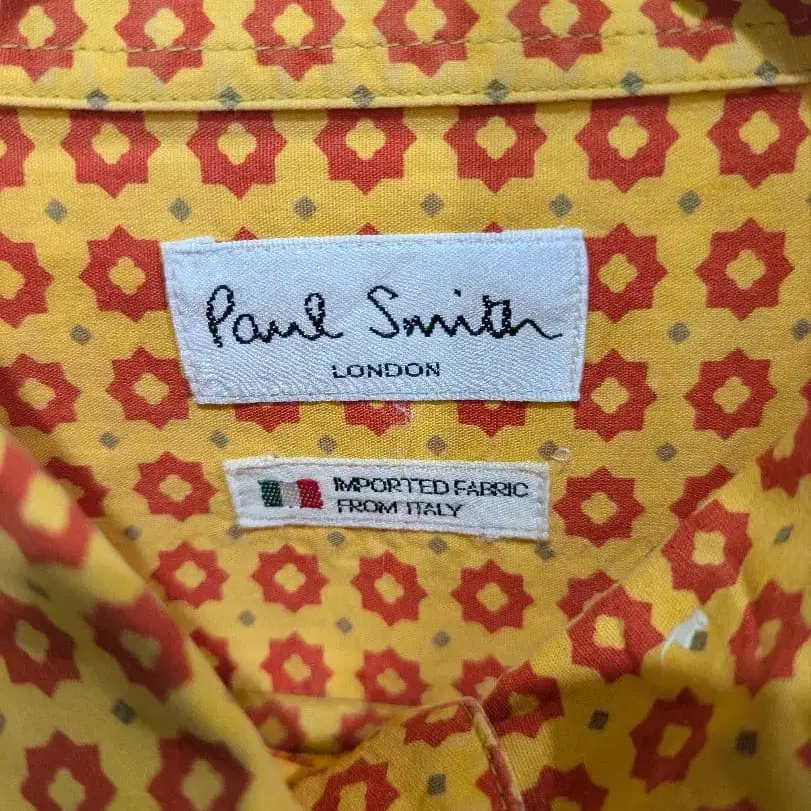 Paul Smith
LONDON
IMPORTED FABRIC
FROM ITALY